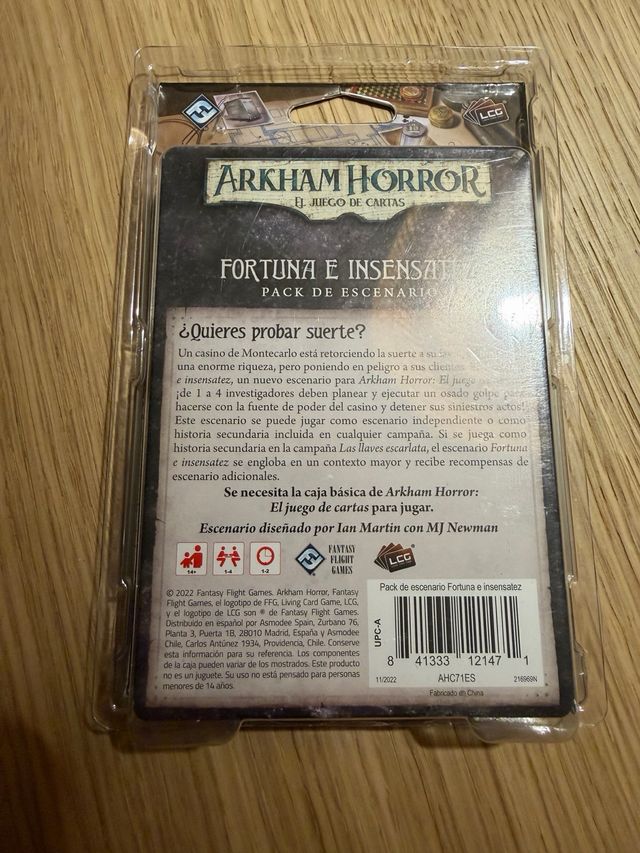 LCG
ARKHAM HORROR
EL JUEGO DE CARTAS
FORTUNA E
PACK DE ESCENARIO
¿Quieres probar suerte?
Un casino de Montecarlo está retorciendo la suerte a su
una enorme riqueza, pero poniendo en peligro a sus
e insensatez, un nuevo escenario para Arkham Horror: El juego
¡de 1 a 4 investigadores deben planear y ejecutar un osado golpe para
hacerse con la fuente de poder del casino y detener sus siniestros actos!
Este escenario se puede jugar como escenario independiente o como
historia secundaria incluida en cualquier campaña. Si se juega como
historia secundaria en la campaña Las llaves escarlata, el escenario Fortuna
e insensatez se engloba en un contexto mayor y recibe recompensas de
escenario adicionales.
Se necesita la caja básica de Arkham Horror:
El juego de cartas para jugar.
Escenario diseñado por Ian Martin con MJ Newman
14+ 1-4 1-2
FANTASY
FLIGHT
GAMES
LCG
© 2022 Fantasy Flight Games. Arkham Horror, Fantasy
Flight Games, el logotipo de FFG, Living Card Game, LCG,
y el logotipo de LCG son ® de Fantasy Flight Games.
Distribuido en español por Asmodee Spain, Zurbano 76,
Planta 3, Puerta 1B, 28010 Madrid, España y Asmodee
Chile, Carlos Antúnez 1934, Providencia, Chile. Conserve
esta información para su referencia. Los componentes
de la caja pueden variar de los mostrados. Este producto
no es un juguete. Su uso no está pensado para personas
menores de 14 años.
Pack de escenario Fortuna e insensatez
UPC-A
8 41333 12147 1
11/2022 AHC71ES 216969N
Fabricado en China